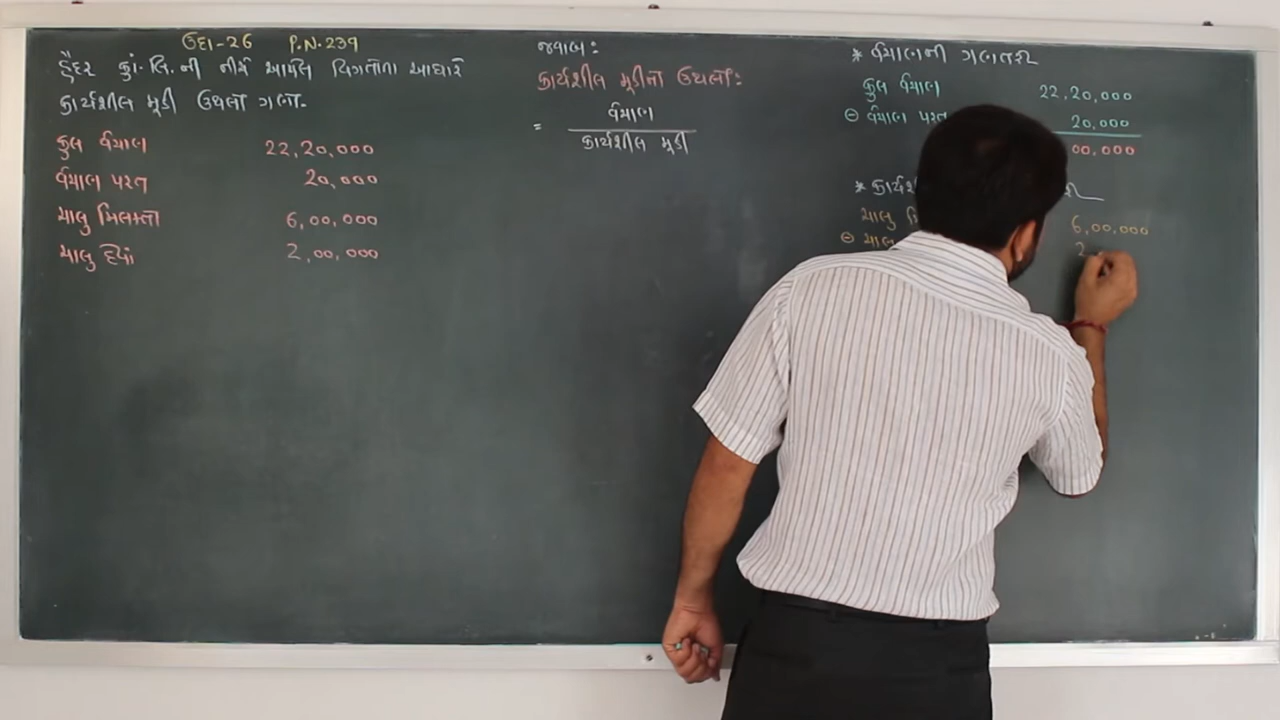 ઉદા-26 P.N.239
હૈદર કાં. લિ. ની નીચે આપેલ વિગતોના આધારે
કાર્યશીલ મૂડી ઉથલો ગણો.
કુલ વેચાણ 22,20,000
વેચાણ પરત 20,000
ચાલુ મિલકતો 6,00,000
ચાલુ દેવાં 2,00,000
જવાબ:
કાર્યશીલ મૂડીનો ઉથલો:
= વેચાણ
કાર્યશીલ મૂડી
* વેચાણની ગણતરી
કુલ વેચાણ 22,20,000
⊖ વેચાણ પરત 20,000
00,000
ચાલુ 6,00,000
⊖ ચાલુ 2